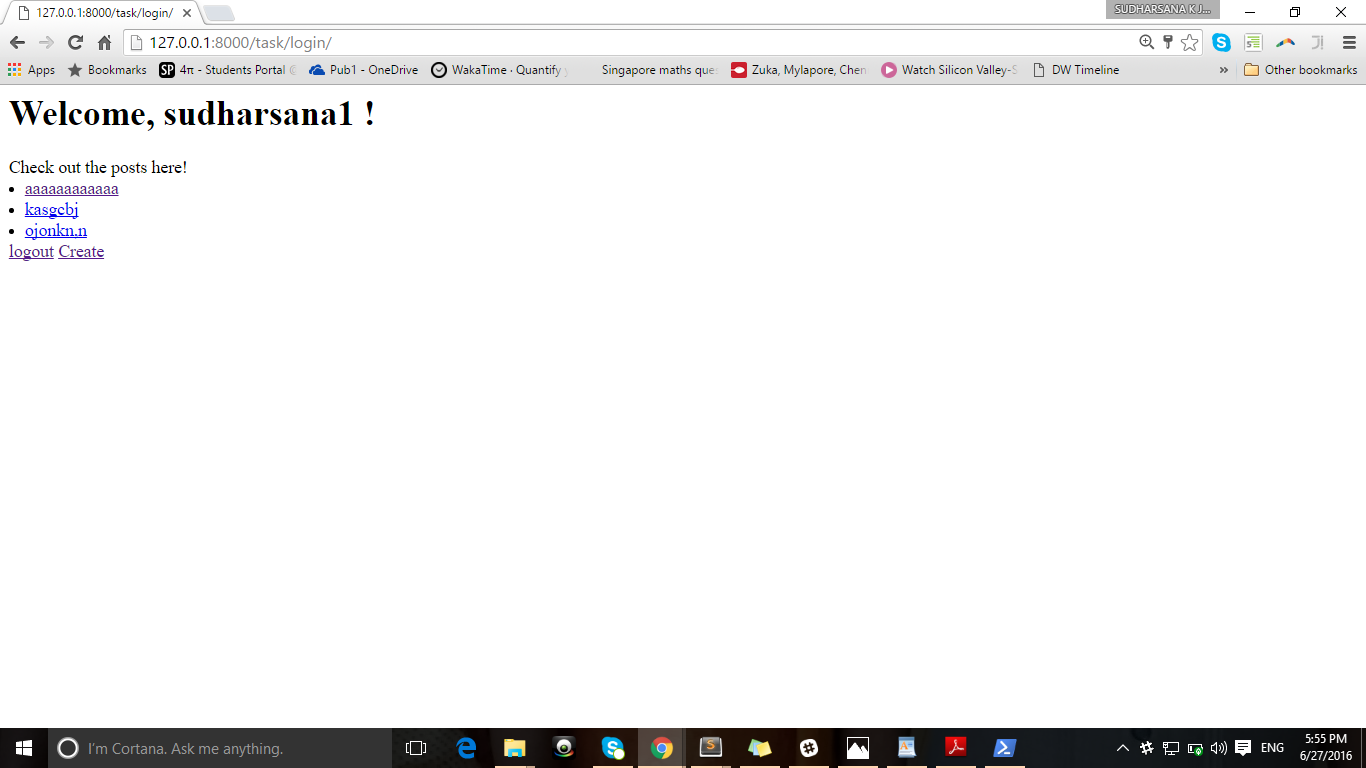 127.0.0.1:8000/task/login/
SUDHARSANA K J...
127.0.0.1:8000/task/login/
Apps Bookmarks SP 4π - Students Portal Pub1 - OneDrive WakaTime · Quantify Singapore maths que Zuka, Mylapore, Chen Watch Silicon Valley-S DW Timeline » Other bookmarks
Welcome, sudharsana1 !
Check out the posts here!
• aaaaaaaaaaaa
• kasgcbj
• ojonkn,n
logout Create
I'm Cortana. Ask me anything.
ENG
5:55 PM
6/27/2016